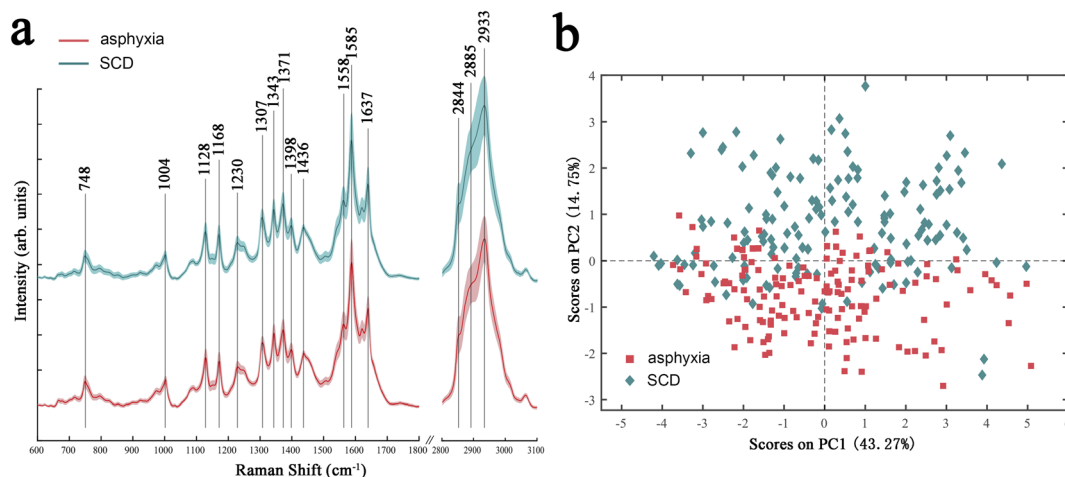 a
asphyxia
SCD
748
1004
1128
1168
1230
1307
1343
1371
1398
1436
1558
1585
1637
2844
2885
2933
Intensity (arb. units)
600 700 800 900 1000 1100 1200 1300 1400 1500 1600 1700 1800 // 2800 2900 3000 3100
Raman Shift (cm⁻¹)
b
4
3
2
1
0
-1
-2
-3
Scores on PC2 (14.75%)
asphyxia
SCD
-5 -4 -3 -2 -1 0 1 2 3 4 5
Scores on PC1 (43.27%)